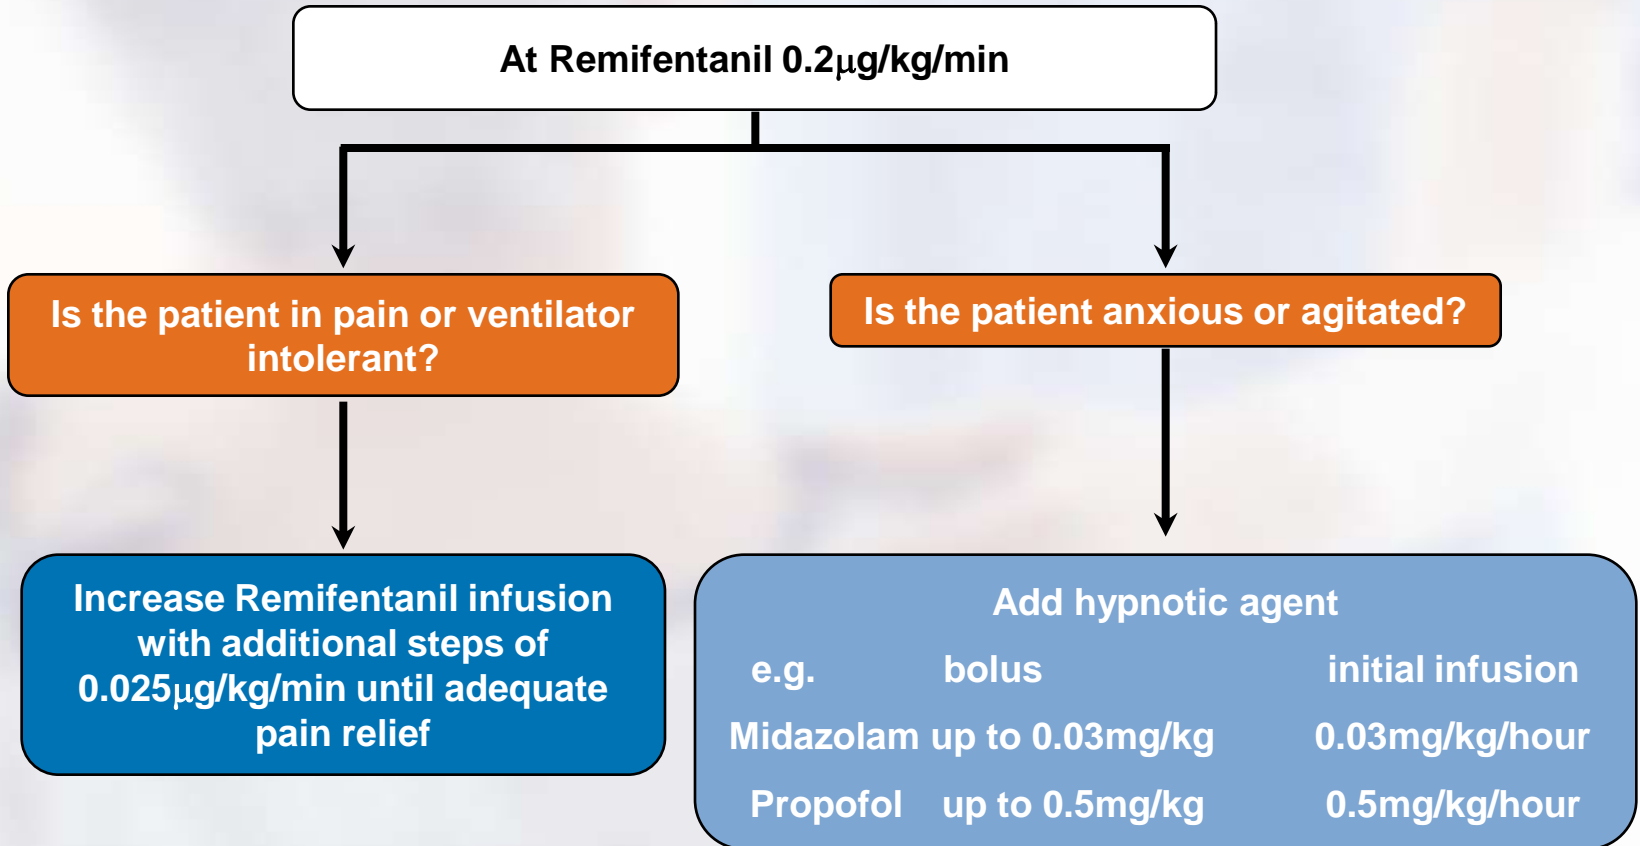 At Remifentanil 0.2μg/kg/min
Is the patient in pain or ventilator
intolerant?
Is the patient anxious or agitated?
Increase Remifentanil infusion
with additional steps of
0.025μg/kg/min until adequate
pain relief
Add hypnotic agent
e.g. bolus initial infusion
Midazolam up to 0.03mg/kg 0.03mg/kg/hour
Propofol up to 0.5mg/kg 0.5mg/kg/hour